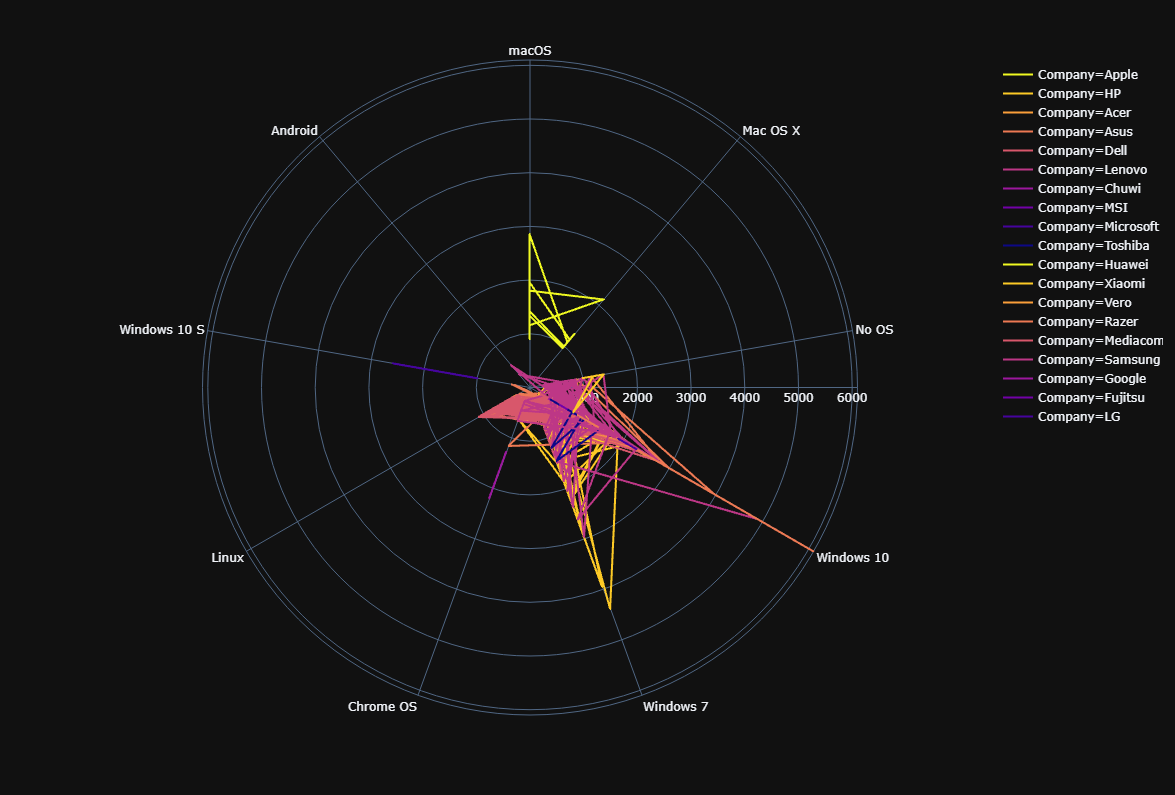 macOS
Android
Mac OS X
Windows 10 S
No OS
2000
3000
4000
5000
6000
Linux
Windows 10
Chrome OS
Windows 7
Company=Apple
Company=HP
Company=Acer
Company=Asus
Company=Dell
Company=Lenovo
Company=Chuwi
Company=MSI
Company=Microsoft
Company=Toshiba
Company=Huawei
Company=Xiaomi
Company=Vero
Company=Razer
Company=Mediacom
Company=Samsung
Company=Google
Company=Fujitsu
Company=LG